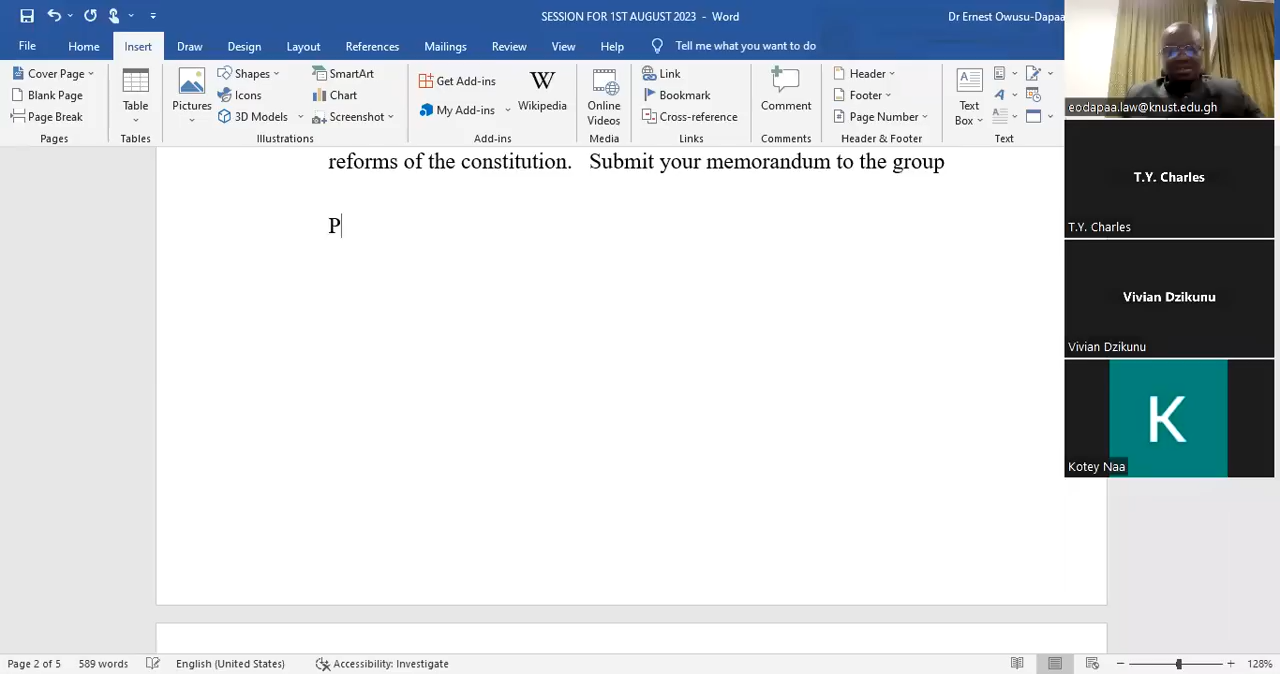 SESSION FOR 1ST AUGUST 2023 - Word
Dr Ernest Owusu-Dapaa
File Home Insert Draw Design Layout References Mailings Review View Help Tell me what you want to do
Cover Page
Blank Page
Page Break
Pages
Table
Tables
Pictures
Shapes
Icons
3D Models
SmartArt
Chart
Screenshot
Illustrations
Get Add-ins
My Add-ins
W
Wikipedia
Add-ins
Online
Videos
Media
Link
Bookmark
Cross-reference
Links
Comment
Comments
Header
Footer
Page Number
Header & Footer
A
Text
Box
A
Text
eodapaa.law@knust.edu.gh
reforms of the constitution. Submit your memorandum to the group
P
T.Y. Charles
T.Y. Charles
Vivian Dzikunu
Vivian Dzikunu
K
Kotey Naa
Page 2 of 5 589 words English (United States) Accessibility: Investigate 128%